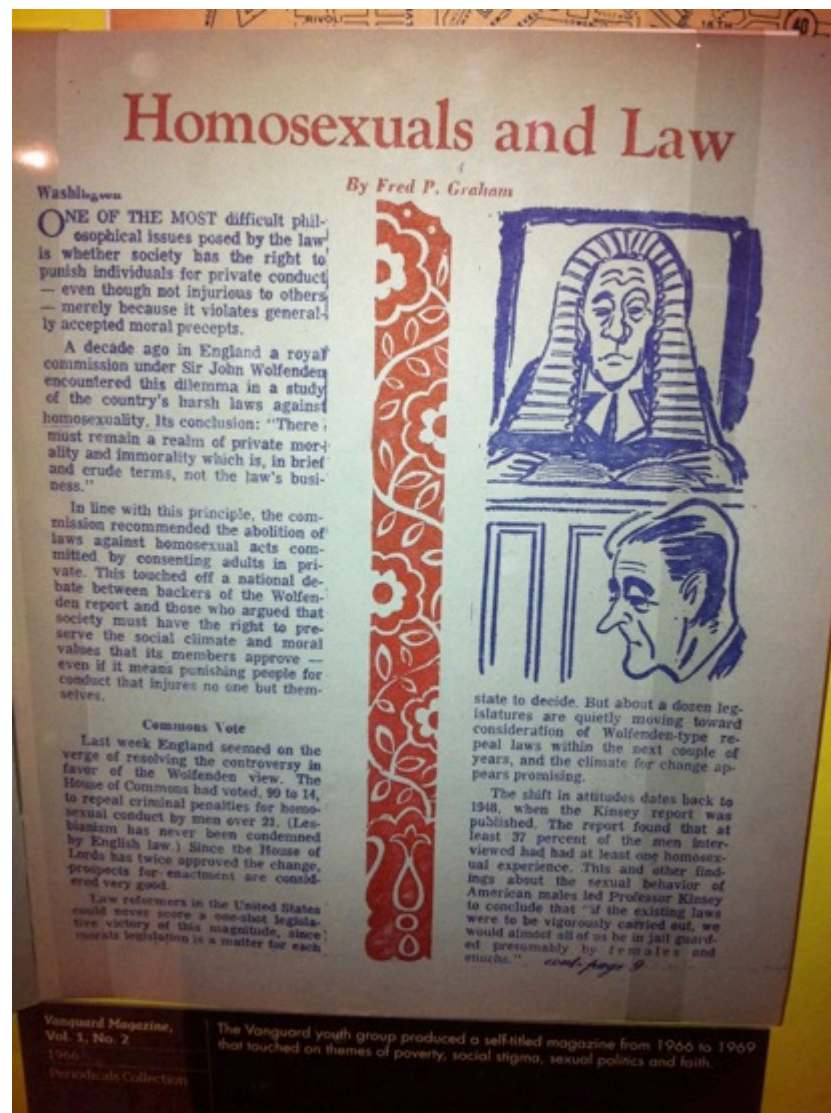 RIVOLI
16 TH
40
Homosexuals and Law
By Fred P. Graham
Washington
ONE OF THE MOST difficult phil-
osophical issues posed by the law
is whether society has the right to
punish individuals for private conduct
— even though not injurious to others
— merely because it violates general-
ly accepted moral precepts.
A decade ago in England a royal
commission under Sir John Wolfenden
encountered this dilemma in a study
of the country's harsh laws against
homosexuality. Its conclusion: "There
must remain a realm of private mor-
ality and immorality which is, in brief
and crude terms, not the law's busi-
ness."
In line with this principle, the com-
mission recommended the abolition of
laws against homosexual acts com-
mitted by consenting adults in pri-
vate. This touched off a national de-
bate between backers of the Wolfen-
den report and those who argued that
society must have the right to pre-
serve the social climate and moral
values that its members approve —
even if it means punishing people for
conduct that injures no one but them-
selves.
Commons Vote
Last week England seemed on the
verge of resolving the controversy in
favor of the Wolfenden view. The
House of Commons had voted, 99 to 14,
to repeal criminal penalties for homo-
sexual conduct by men over 21. (Les-
bianism has never been condemned
by English law.) Since the House of
Lords has twice approved the change,
prospects for enactment are consid-
ered very good.
Law reformers in the United States
could never score a one-shot legisla-
tive victory of this magnitude, since
morals legislation is a matter for each
state to decide. But about a dozen leg-
islatures are quietly moving toward
consideration of Wolfenden-type re-
peal laws within the next couple of
years, and the climate for change ap-
pears promising.
The shift in attitudes dates back to
1948, when the Kinsey report was
published. The report found that at
least 37 percent of the men inter-
viewed had had at least one homosex-
ual experience. This and other find-
ings about the sexual behavior of
American males led Professor Kinsey
to conclude that "if the existing laws
were to be vigorously carried out, we
would almost all of us be in jail guard-
ed presumably by females and
enuchs." cont- page 9
Vanguard Magazine,
Vol. 1, No. 2
1966
Periodicals Collection
The Vanguard youth group produced a self-titled magazine from 1966 to 1969
that touched on themes of poverty, social stigma, sexual politics and faith.